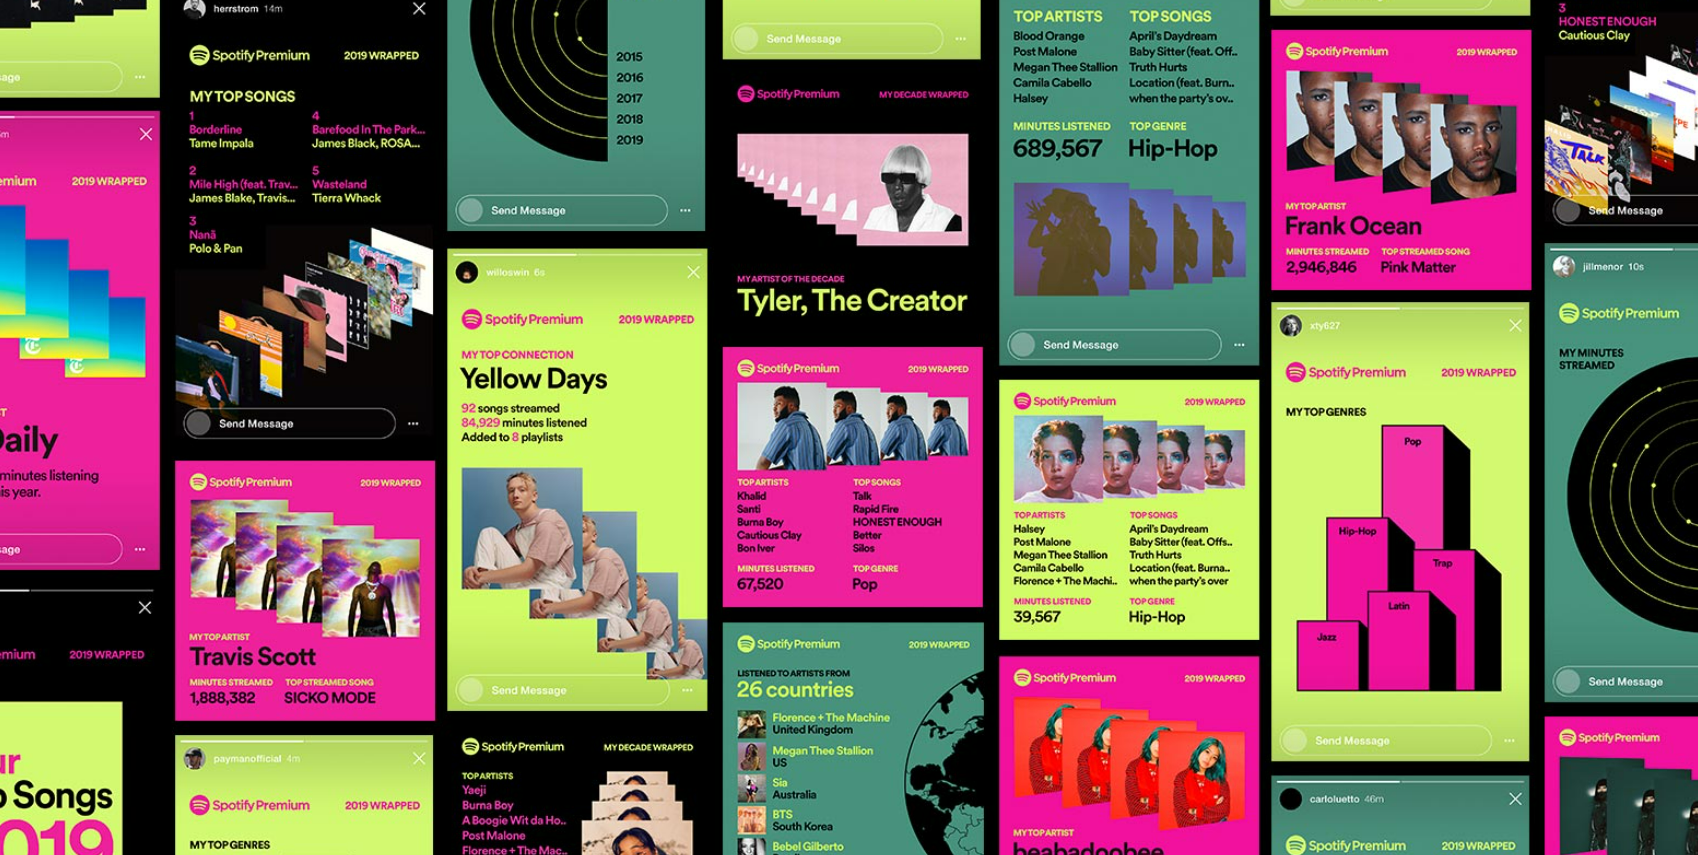 age
emium
2019 WRAPPED
Daily
minutes listening
is year.
age
emium
2019 WRAPPED
ur
p Songs
2019
herrstrom 14m
Spotify Premium
2019 WRAPPED
MY TOP SONGS
1
Borderline
Tame Impala
2
Mile High (feat. Trav...
James Blake, Travis...
3
Nanã
Polo & Pan
4
Barefood In The Park...
James Black, ROSA...
5
Wasteland
Tierra Whack
Send Message
Spotify Premium
2019 WRAPPED
MY TOP ARTIST
Travis Scott
MINUTES STREAMED
1,888,382
TOP STREAMED SONG
SICKO MODE
paymanofficial 4m
Spotify Premium
2019 WRAPPED
MY TOP GENRES
2015
2016
2017
2018
2019
Send Message
willoswin 6s
Spotify Premium
2019 WRAPPED
MY TOP CONNECTION
Yellow Days
92 songs streamed
84,929 minutes listened
Added to 8 playlists
Send Message
Spotify Premium
MY DECADE WRAPPED
TOP ARTISTS
Yaeji
Burna Boy
A Boogie Wit da Ho..
Post Malone
Florence + The Mac..
Send Message
Spotify Premium
MY DECADE WRAPPED
MY ARTIST OF THE DECADE
Tyler, The Creator
Spotify Premium
2019 WRAPPED
TOP ARTISTS
Khalid
Santi
Burna Boy
Cautious Clay
Bon Iver
TOP SONGS
Talk
Rapid Fire
HONEST ENOUGH
Better
Silos
MINUTES LISTENED
67,520
TOP GENRE
Pop
Spotify Premium
2019 WRAPPED
LISTENED TO ARTISTS FROM
26 countries
Florence + The Machine
United Kingdom
Megan Thee Stallion
US
Sia
Australia
BTS
South Korea
Bebel Gilberto
TOP ARTISTS
Blood Orange
Post Malone
Megan Thee Stallion
Camila Cabello
Halsey
TOP SONGS
April's Daydream
Baby Sitter (feat. Off..
Truth Hurts
Location (feat. Burn..
when the party's ov..
MINUTES LISTENED
689,567
TOP GENRE
Hip-Hop
Send Message
Spotify Premium
2019 WRAPPED
TOP ARTISTS
Halsey
Post Malone
Megan Thee Stallion
Camila Cabello
Florence + The Machi..
TOP SONGS
April's Daydream
Baby Sitter (feat. Offs..
Truth Hurts
Location (feat. Burna..
when the party's over
MINUTES LISTENED
39,567
TOP GENRE
Hip-Hop
Spotify Premium
2019 WRAPPED
MY TOP ARTIST
beabadoobee
Spotify Premium
2019 WRAPPED
MY TOP ARTIST
Frank Ocean
MINUTES STREAMED
2,946,846
TOP STREAMED SONG
Pink Matter
xty627
Spotify Premium
2019 WRAPPED
MY TOP GENRES
Pop
Hip-Hop
Trap
Latin
Jazz
Send Message
carloluetto 46m
Spotify Premium
2019 WRAPPED
3
HONEST ENOUGH
Cautious Clay
TALK
Send Message
jillmenor 10s
Spotify Premium
MY MINUTES
STREAMED
Send Message
Spotify Premium